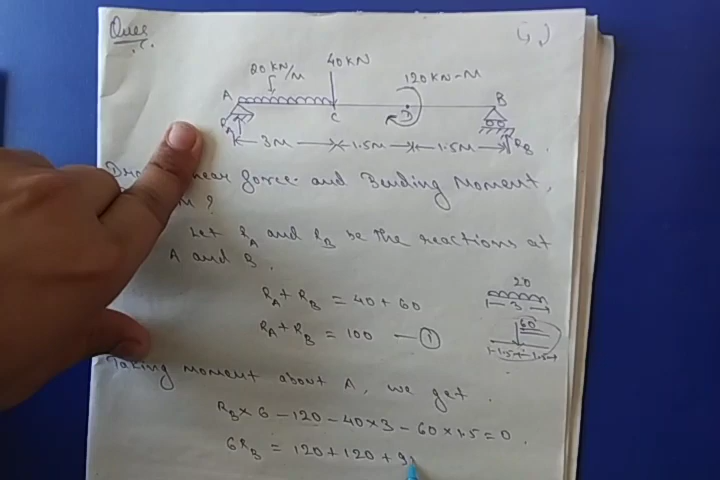 Ques
(1)
20 KN/M
40KN
120 KN-M
A
C
D
B
R_A
3M
1.5M
1.5M
R_B
force and Bending Moment,
?
Let R_A and R_B be the reactions at
A and B.
R_A + R_B = 40 + 60
R_A + R_B = 100 — ①
20
3
60
1.5
1.5
Taking moment about A, we get.
R_B × 6 - 120 - 40 × 3 - 60 × 1.5 = 0.
6R_B = 120 + 120 + 9